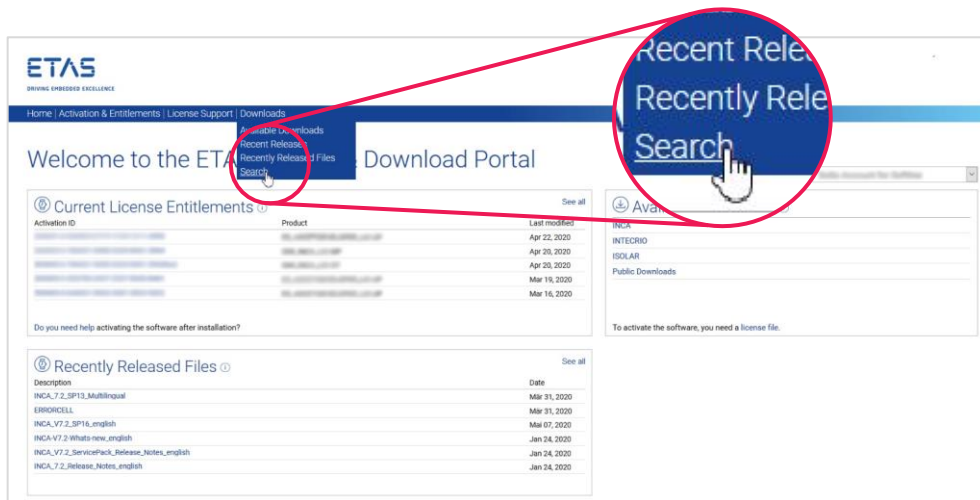 ETAS
DRIVING EMBEDDED EXCELLENCE
Home | Activation & Entitlements | License Support | Downloads
Available Downloads
Recent Releases
Recently Released Files
Search
Recent Rele
Recently Rele
Search
Welcome to the ETA & Download Portal
Current License Entitlements
See all
Activation ID Product Last modified
Apr 22, 2020
Apr 20, 2020
Apr 20, 2020
Mar 19, 2020
Mar 16, 2020
Do you need help activating the software after installation?
Avai
INCA
INTECRIO
ISOLAR
Public Downloads
To activate the software, you need a license file.
Recently Released Files
See all
Description Date
INCA_7.2_SP13_Multilingual Mär 31, 2020
ERRORCELL Mär 31, 2020
INCA_V7.2_SP16_english Mai 07, 2020
INCA-V7.2-Whats-new_english Jan 24, 2020
INCA_V7.2_ServicePack_Release_Notes_english Jan 24, 2020
INCA_7.2_Release_Notes_english Jan 24, 2020